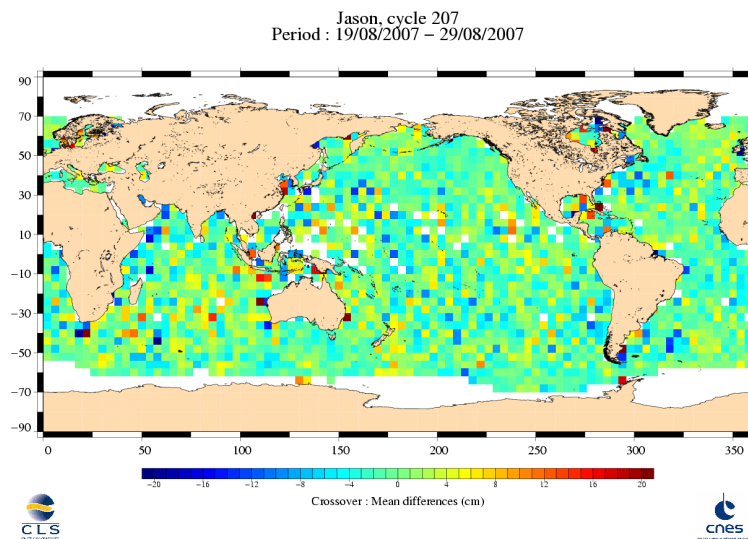 Jason, cycle 207
Period : 19/08/2007 − 29/08/2007
90
70
50
30
10
−10
−30
−50
−70
−90
0 50 100 150 200 250 300 350
−20 −16 −12 −8 −4 0 4 8 12 16 20
Crossover : Mean differences (cm)
CLS
cnes